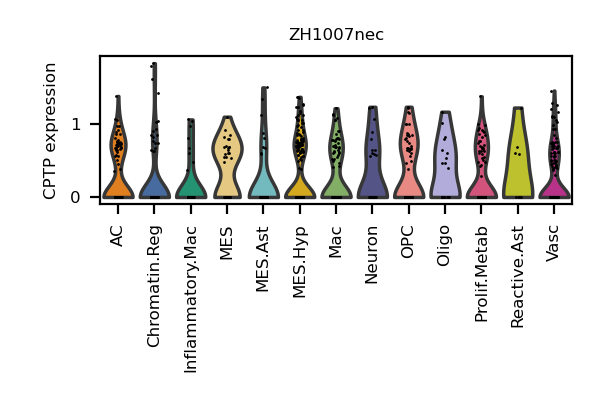 ZH1007nec
CPTP expression
1
0
AC
Chromatin.Reg
Inflammatory.Mac
MES
MES.Ast
MES.Hyp
Mac
Neuron
OPC
Oligo
Prolif.Metab
Reactive.Ast
Vasc